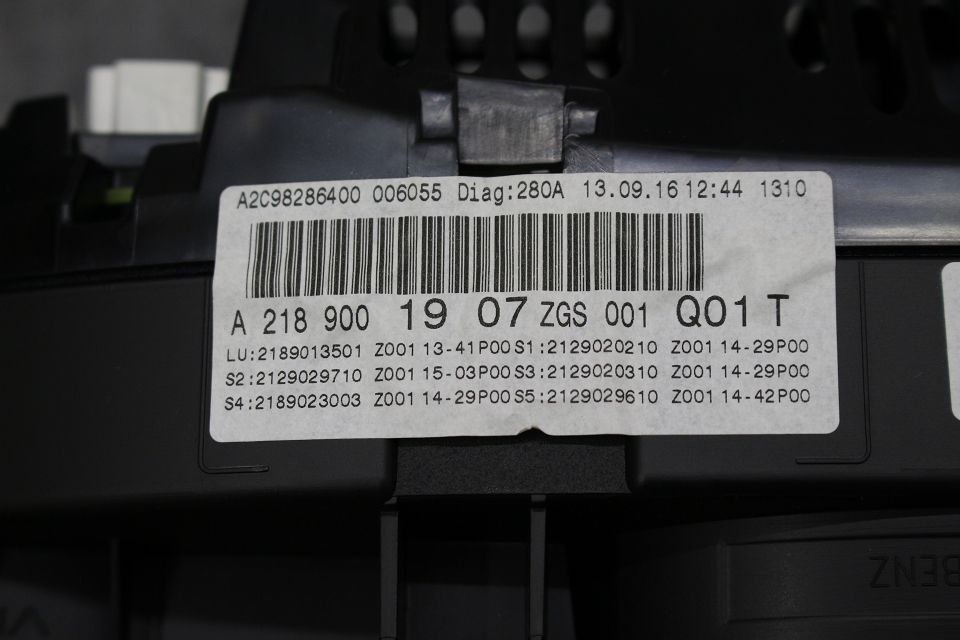 A2C98286400 006055 Diag:280A 13.09.16 12:44 1310
A 218 900 19 07 ZGS 001 Q01 T
LU:2189013501 Z001 13-41P00 S1:2129020210 Z001 14-29P00
S2:2129029710 Z001 15-03P00 S3:2129020310 Z001 14-29P00
S4:2189023003 Z001 14-29P00 S5:2129029610 Z001 14-42P00
BENZ